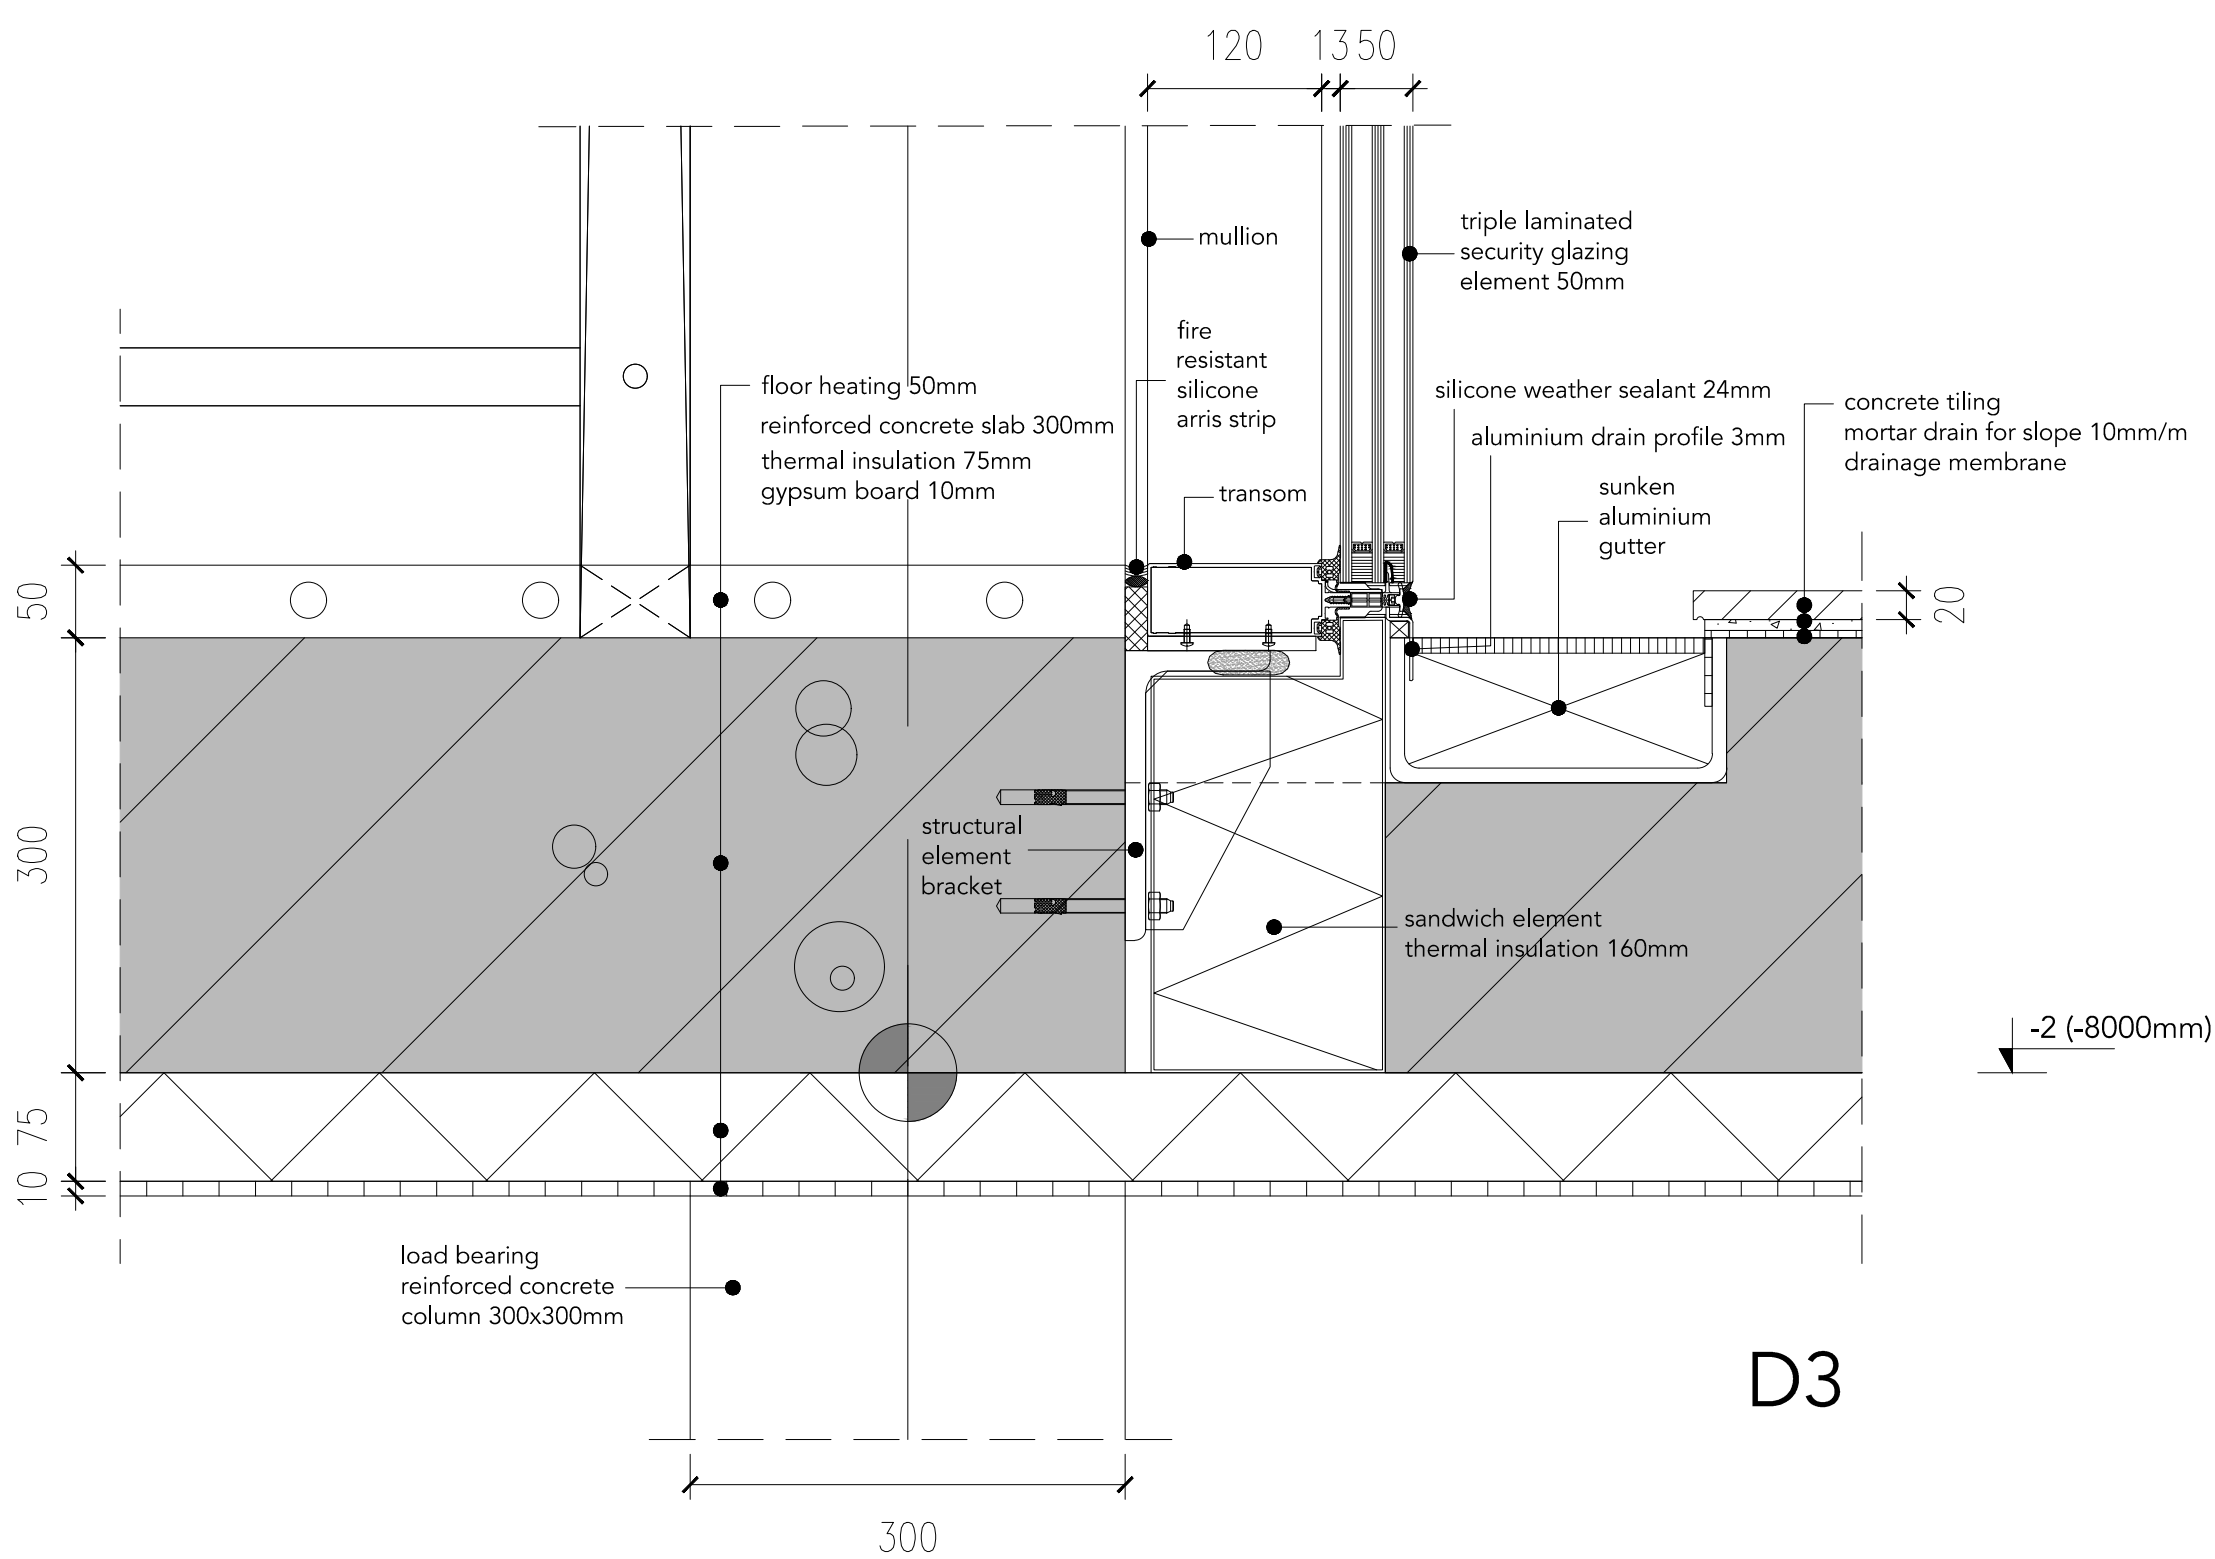 120
13
50
mullion
triple laminated
security glazing
element 50mm
fire
resistant
silicone
arris strip
floor heating 50mm
reinforced concrete slab 300mm
thermal insulation 75mm
gypsum board 10mm
silicone weather sealant 24mm
aluminium drain profile 3mm
concrete tiling
mortar drain for slope 10mm/m
drainage membrane
transom
sunken
aluminium
gutter
50
20
300
structural
element
bracket
sandwich element
thermal insulation 160mm
-2 (-8000mm)
75
10
load bearing
reinforced concrete
column 300x300mm
D3
300